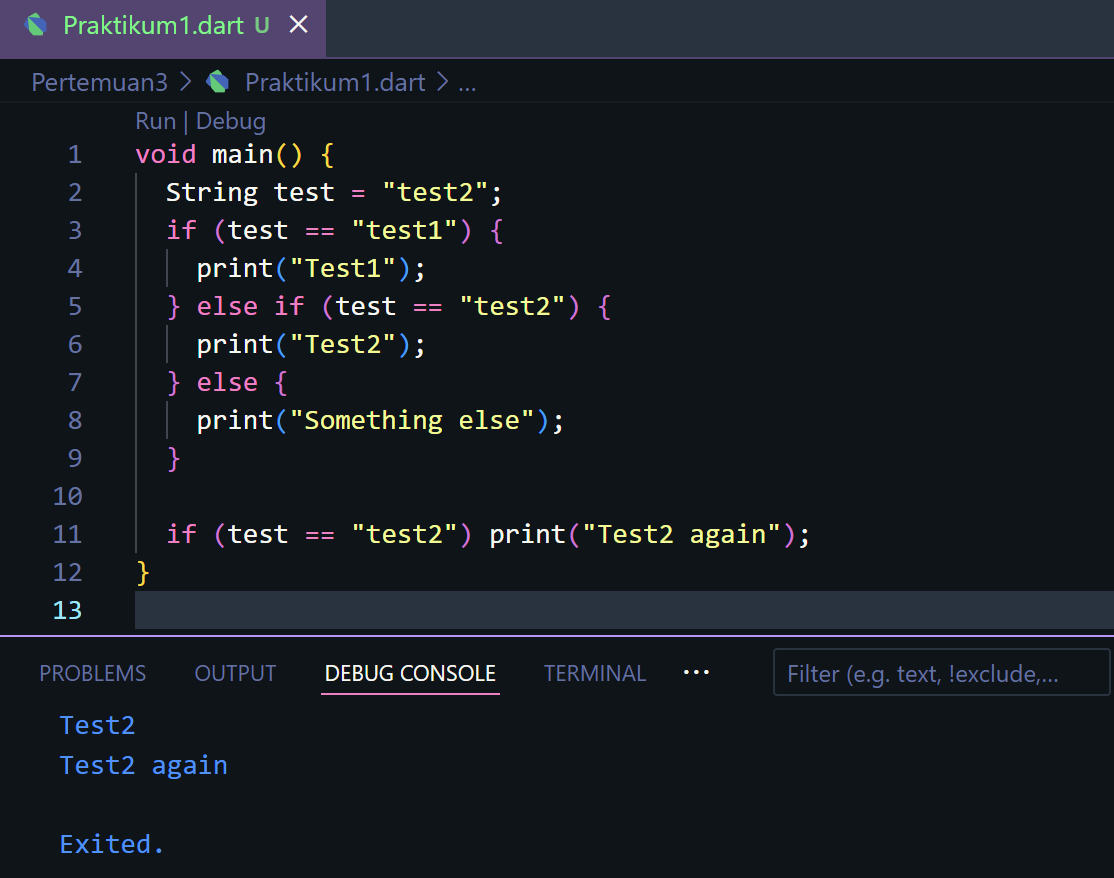 Praktikum1.dart U
Pertemuan3 > Praktikum1.dart > ...
Run | Debug
1 void main() {
2   String test = "test2";
3   if (test == "test1") {
4     print("Test1");
5   } else if (test == "test2") {
6     print("Test2");
7   } else {
8     print("Something else");
9   }
10
11   if (test == "test2") print("Test2 again");
12 }
13
PROBLEMS OUTPUT DEBUG CONSOLE TERMINAL ··· Filter (e.g. text, !exclude,...
Test2
Test2 again
Exited.